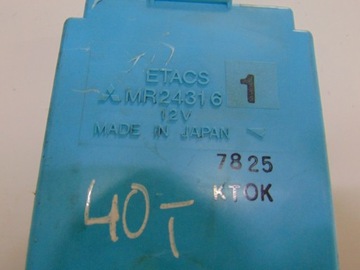 ETACS
MR24316 1
12V
MADE IN JAPAN
7825
KTOK
40T